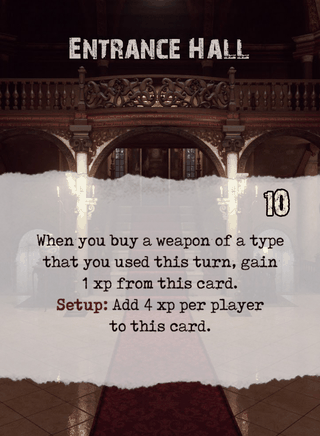 Entrance Hall
10
When you buy a weapon of a type
that you used this turn, gain
1 xp from this card.
Setup: Add 4 xp per player
to this card.